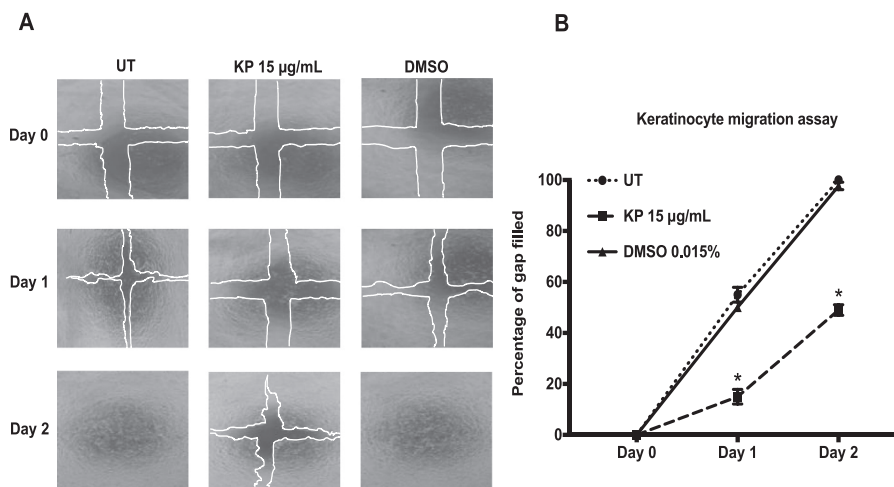 A
UT
KP 15 µg/mL
DMSO
Day 0
Day 1
Day 2
B
Keratinocyte migration assay
Percentage of gap filled
100
80
60
40
20
0
UT
KP 15 µg/mL
DMSO 0.015%
*
*
Day 0
Day 1
Day 2